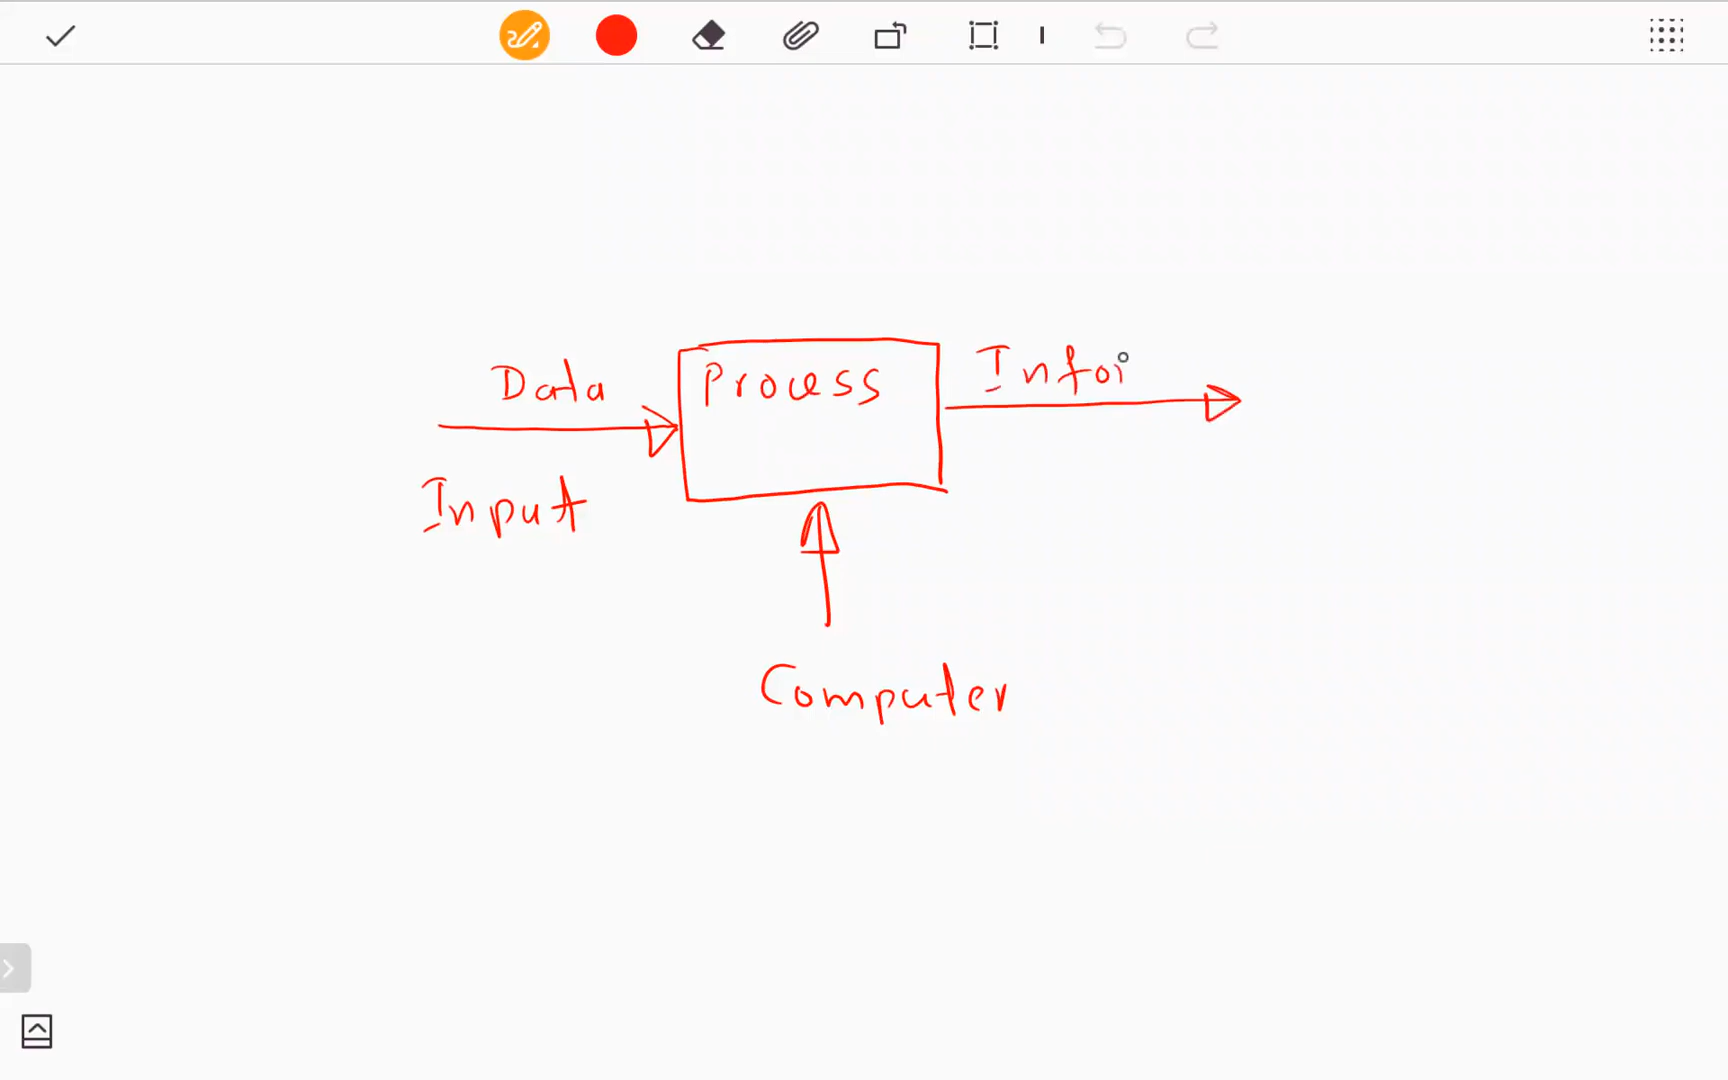 Data
Process
Infor
Input
Computer